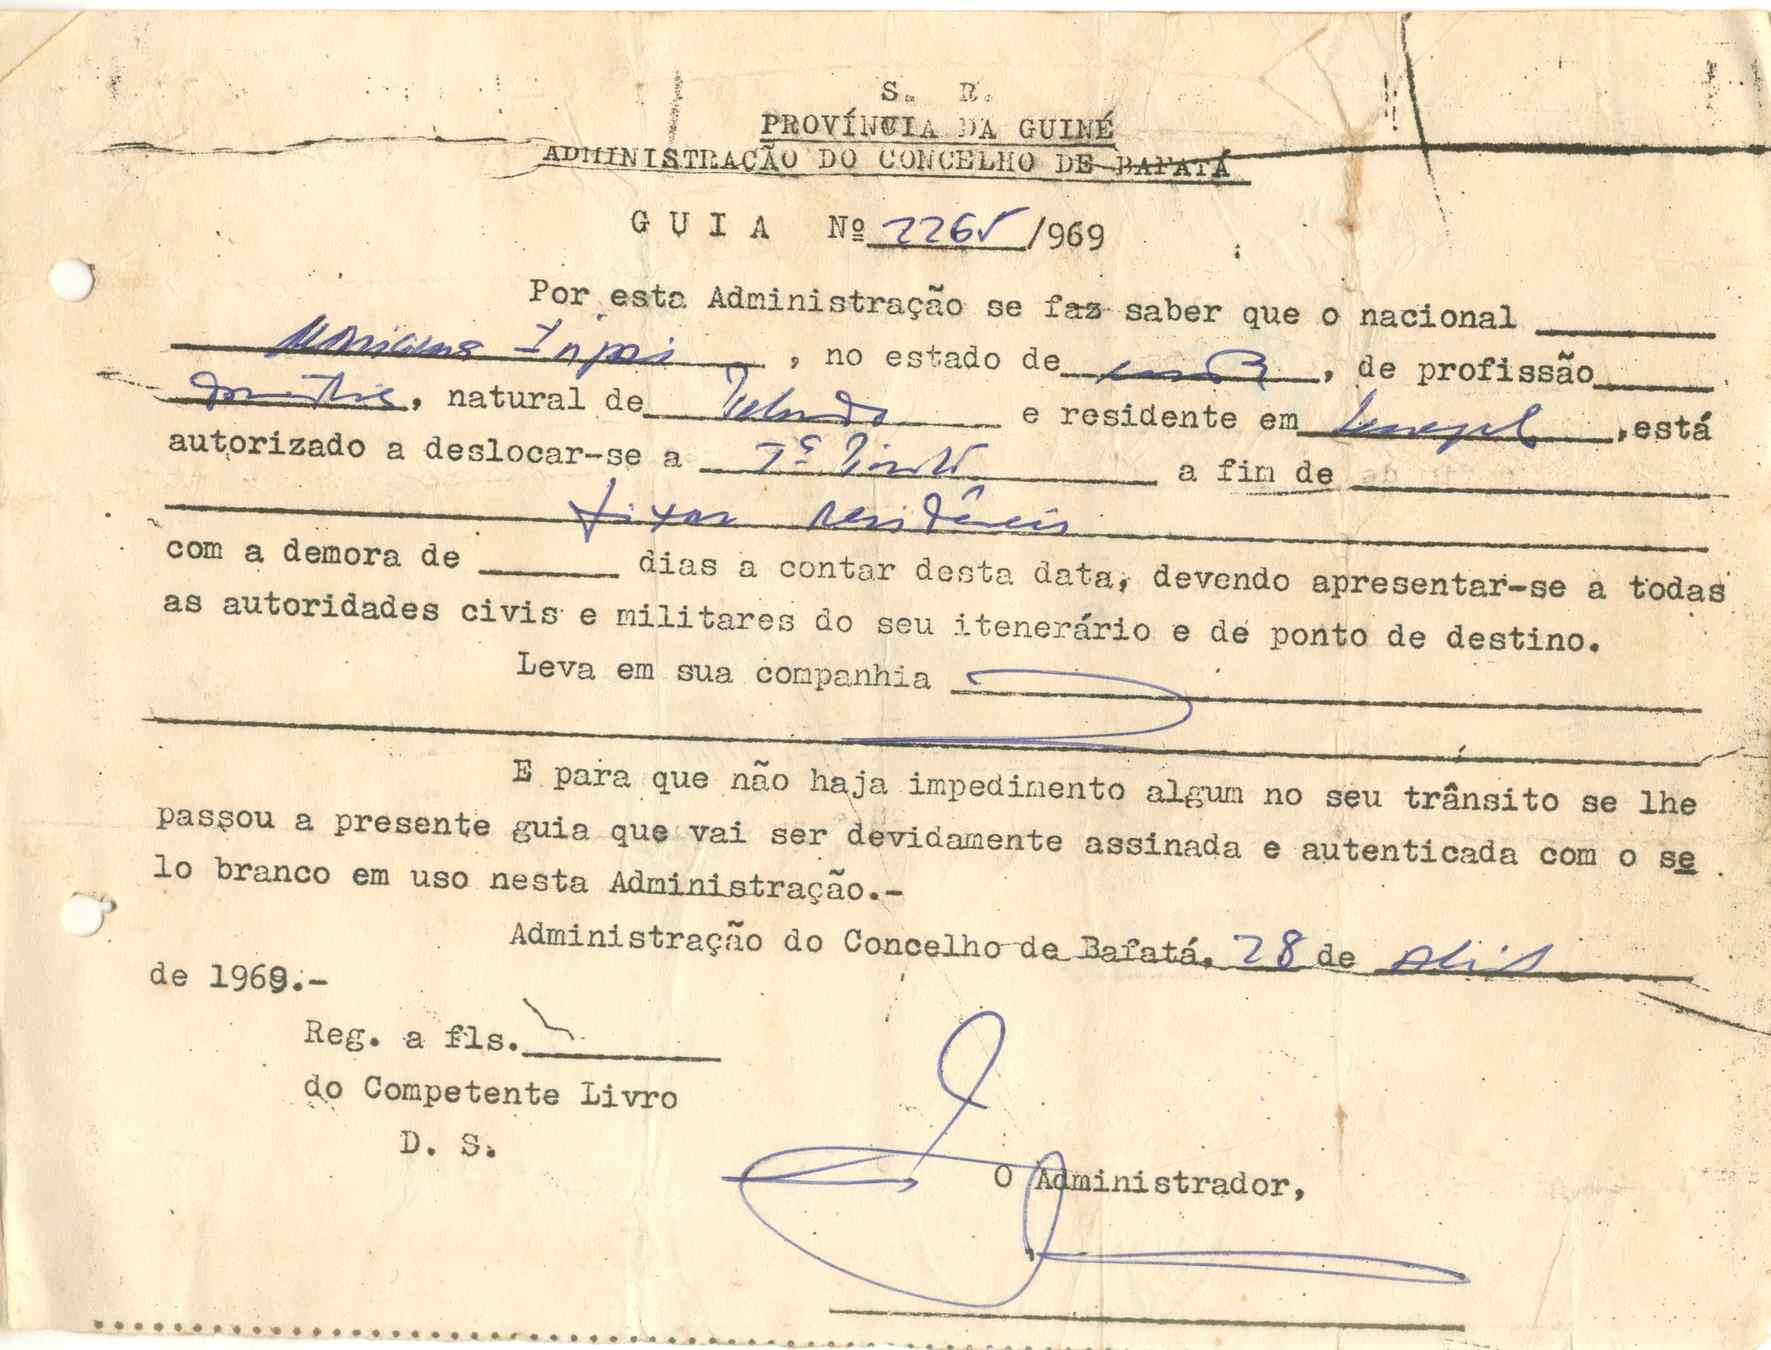 S. R.
PROVÍNCIA DA GUINÉ
ADMINISTRAÇÃO DO CONCELHO DE BAFATÁ
GUIA Nº 2265/969
Por esta Administração se faz saber que o nacional
, no estado de , de profissão
doméstica, natural de e residente em Senegal, está
autorizado a deslocar-se a a fim de
fixar residência
com a demora de dias a contar desta data, devendo apresentar-se a todas
as autoridades civis e militares do seu itenerário e de ponto de destino.
Leva em sua companhia
E para que não haja impedimento algum no seu trânsito se lhe
passou a presente guia que vai ser devidamente assinada e autenticada com o se
lo branco em uso nesta Administração.-
Administração do Concelho de Bafatá, 28 de Abril
de 1969.-
Reg. a fls.
do Competente Livro
D. S.
O Administrador,